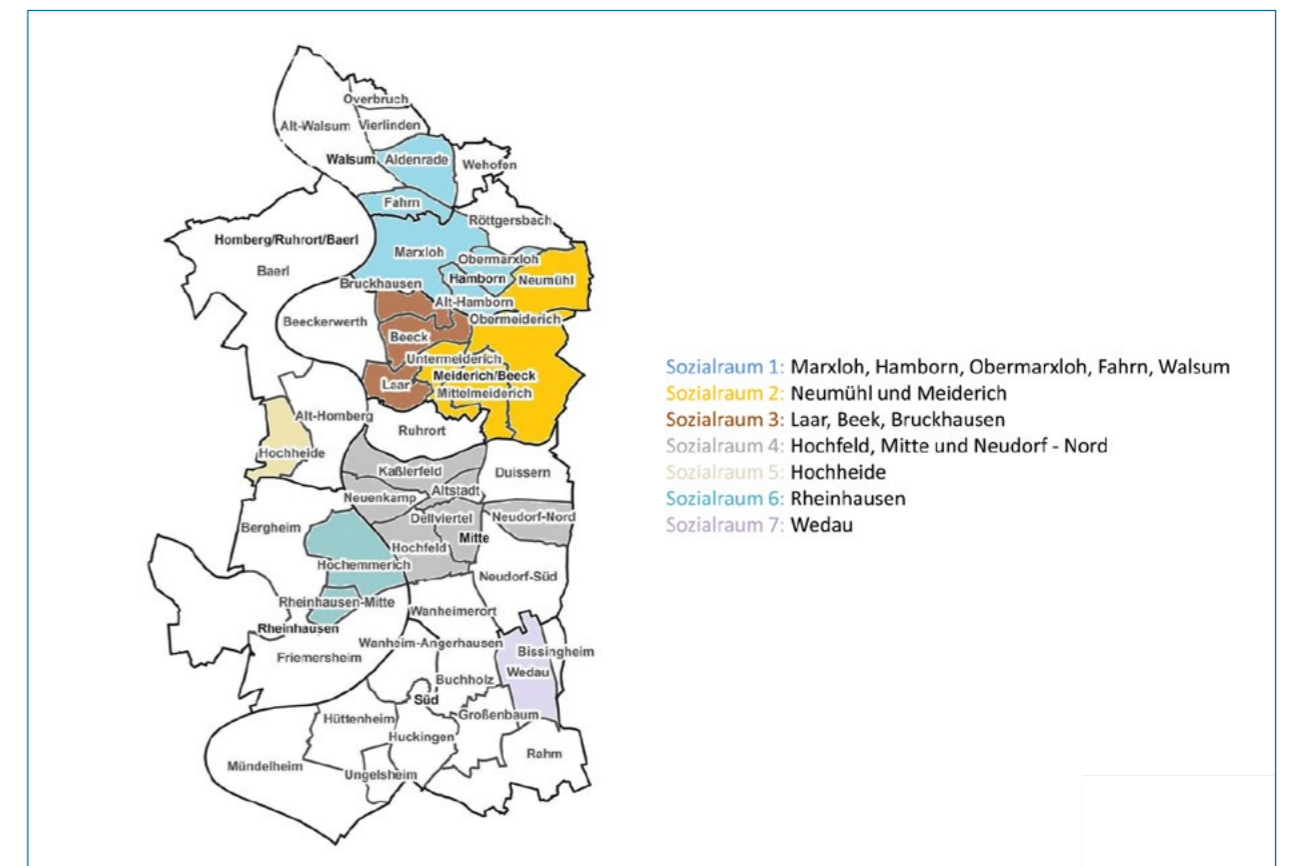 Overbruch
Alt-Walsum
Vierlinden
Walsum
Aldenrade
Wehofen
Fahrn
Röttgersbach
Homberg/Ruhrort/Baerl
Marxloh
Obermarxloh
Baerl
Bruckhausen
Hamborn
Neumühl
Alt-Hamborn
Beeckerwerth
Obermeiderich
Beeck
Untermeiderich
Meiderich/Beeck
Laar
Mittelmeiderich
Alt-Homberg
Ruhrort
Hochheide
Kaßlerfeld
Duissern
Neuenkamp
Altstadt
Bergheim
Dellviertel
Neudorf-Nord
Mitte
Hochfeld
Hochemmerich
Neudorf-Süd
Rheinhausen-Mitte
Wanheimerort
Rheinhausen
Wanheim-Angerhausen
Bissingheim
Friemersheim
Wedau
Buchholz
Süd
Großenbaum
Hüttenheim
Huckingen
Rahm
Mündelheim
Ungelsheim
Sozialraum 1: Marxloh, Hamborn, Obermarxloh, Fahrn, Walsum
Sozialraum 2: Neumühl und Meiderich
Sozialraum 3: Laar, Beek, Bruckhausen
Sozialraum 4: Hochfeld, Mitte und Neudorf - Nord
Sozialraum 5: Hochheide
Sozialraum 6: Rheinhausen
Sozialraum 7: Wedau